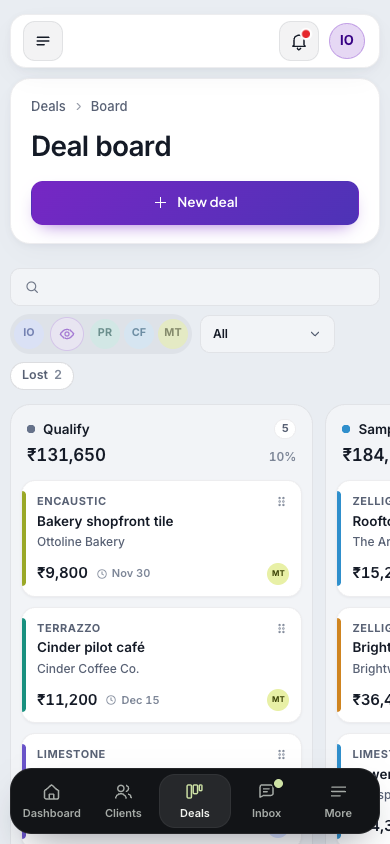 IO
Deals > Board
Deal board
+ New deal
IO PR CF MT All
Lost 2
Qualify 5
₹131,650 10%
ENCAUSTIC
Bakery shopfront tile
Ottoline Bakery
₹9,800 Nov 30 MT
TERRAZZO
Cinder pilot café
Cinder Coffee Co.
₹11,200 Dec 15 MT
LIMESTONE
Samp
₹184,
ZELLIG
Roofto
The Ar
₹15,2
ZELLIG
Bright
Brightw
₹36,4
LIMEST
Dashboard Clients Deals Inbox More